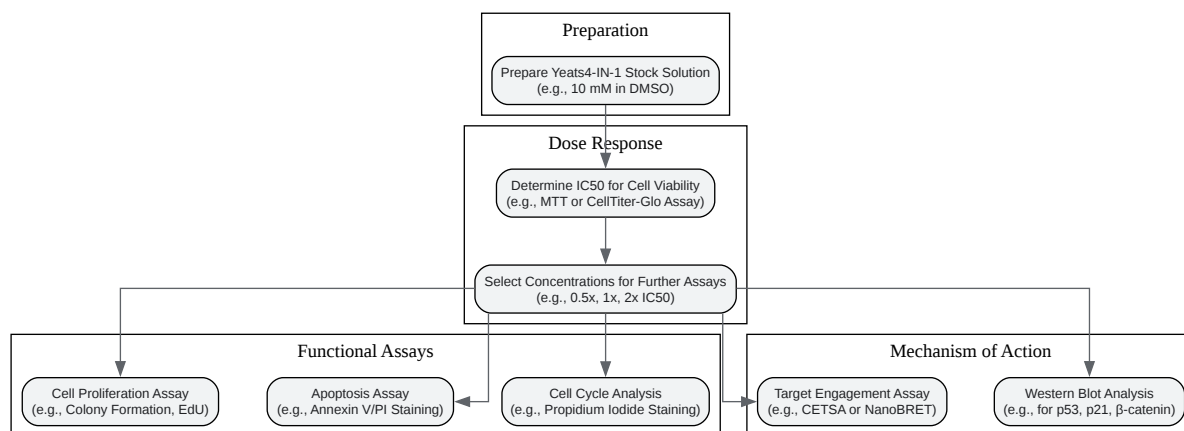 Preparation
Prepare Yeats4-IN-1 Stock Solution
(e.g., 10 mM in DMSO)
Dose Response
Determine IC50 for Cell Viability
(e.g., MTT or CellTiter-Glo Assay)
Select Concentrations for Further Assays
(e.g., 0.5x, 1x, 2x IC50)
Functional Assays
Cell Proliferation Assay
(e.g., Colony Formation, EdU)
Apoptosis Assay
(e.g., Annexin V/PI Staining)
Cell Cycle Analysis
(e.g., Propidium Iodide Staining)
Mechanism of Action
Target Engagement Assay
(e.g., CETSA or NanoBRET)
Western Blot Analysis
(e.g., for p53, p21, β-catenin)